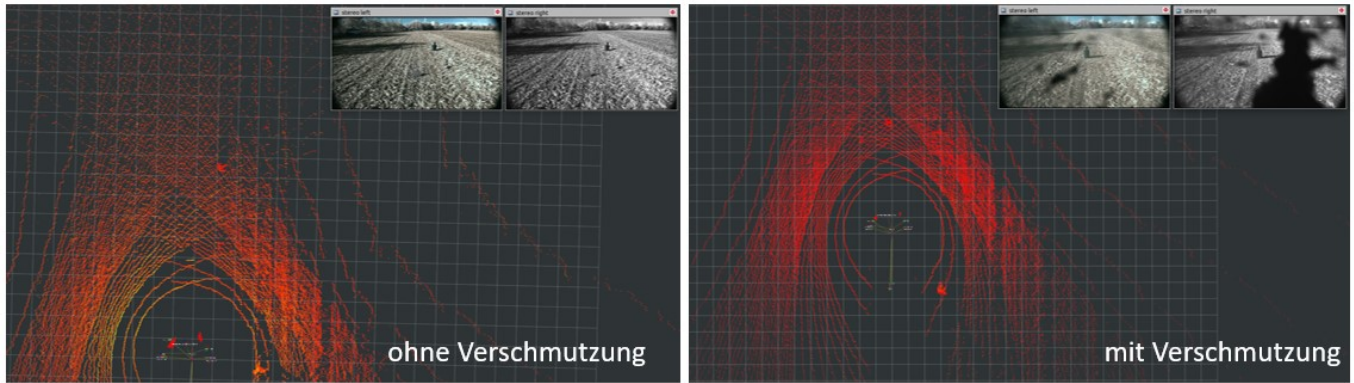 stereo left
stereo right
stereo left
stereo right
ohne Verschmutzung
mit Verschmutzung